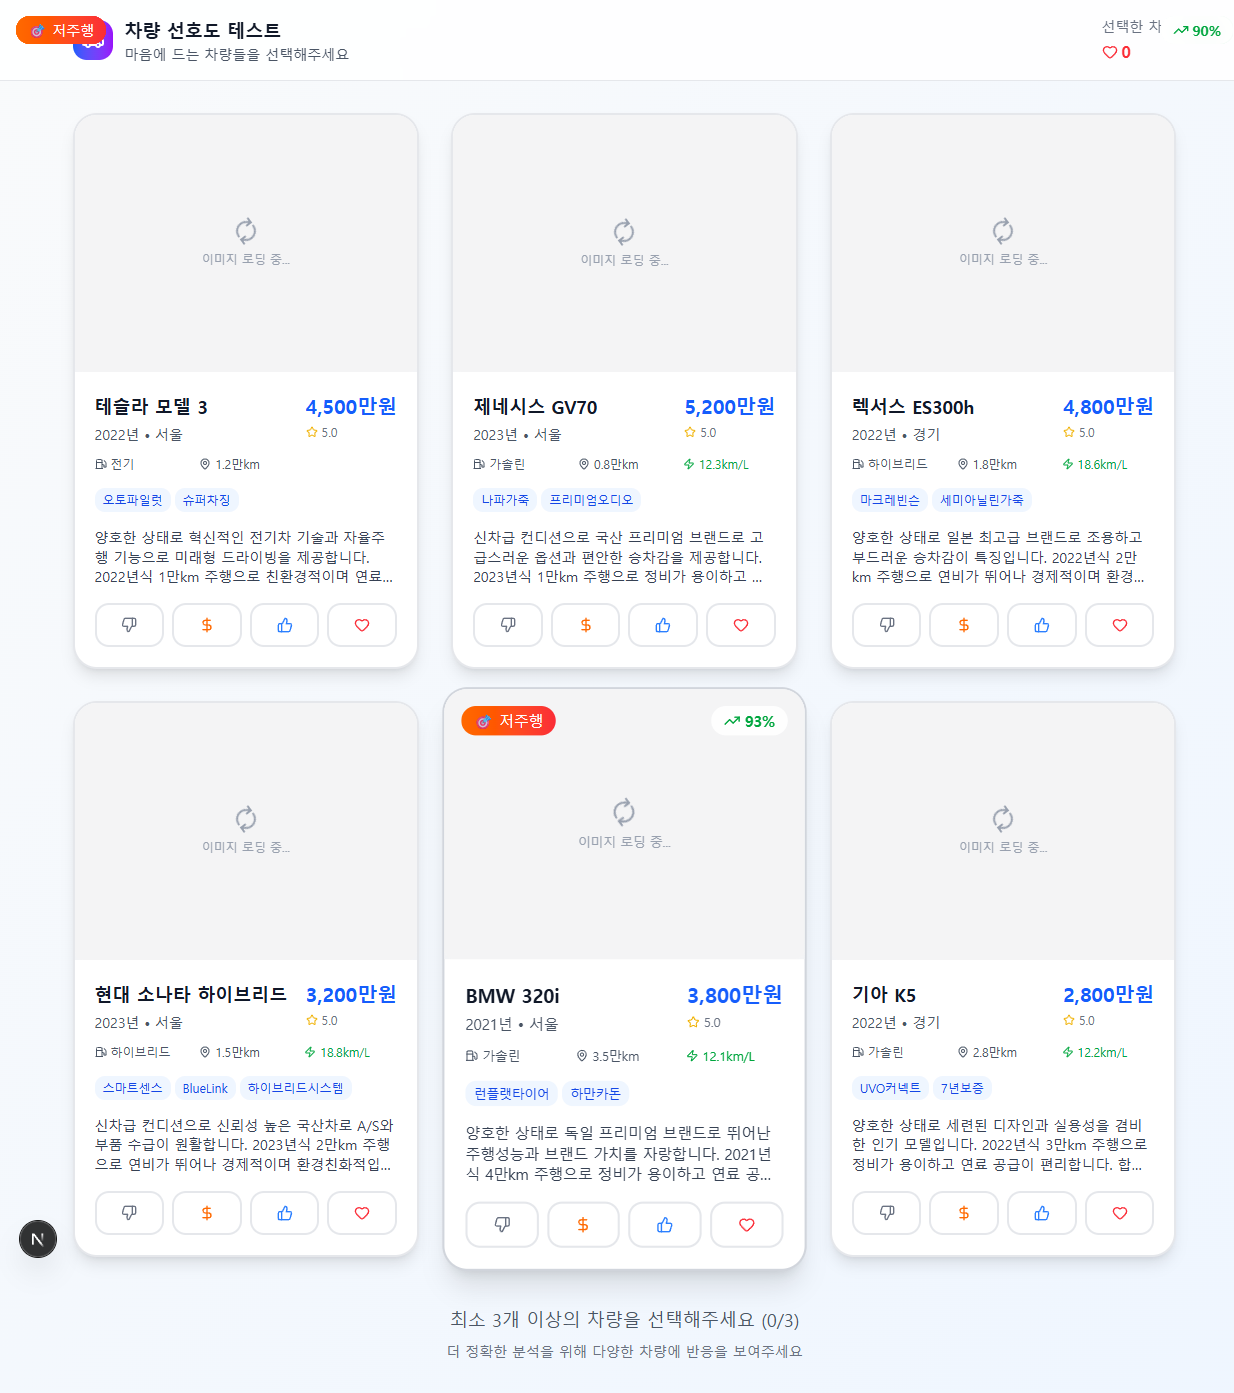 저주행
차량 선호도 테스트
마음에 드는 차량들을 선택해주세요
선택한 차
0
90%
이미지 로딩 중...
이미지 로딩 중...
이미지 로딩 중...
테슬라 모델 3
4,500만원
2022년 • 서울
5.0
전기
1.2만km
오토파일럿
슈퍼차징
양호한 상태로 혁신적인 전기차 기술과 자율주
행 기능으로 미래형 드라이빙을 제공합니다.
2022년식 1만km 주행으로 친환경적이며 연료...
제네시스 GV70
5,200만원
2023년 • 서울
5.0
가솔린
0.8만km
12.3km/L
나파가죽
프리미엄오디오
신차급 컨디션으로 국산 프리미엄 브랜드로 고
급스러운 옵션과 편안한 승차감을 제공합니다.
2023년식 1만km 주행으로 정비가 용이하고 ...
렉서스 ES300h
4,800만원
2022년 • 경기
5.0
하이브리드
1.8만km
18.6km/L
마크레빈슨
세미아닐린가죽
양호한 상태로 일본 최고급 브랜드로 조용하고
부드러운 승차감이 특징입니다. 2022년식 2만
km 주행으로 연비가 뛰어나 경제적이며 환경...
이미지 로딩 중...
저주행
93%
이미지 로딩 중...
이미지 로딩 중...
현대 소나타 하이브리드
3,200만원
2023년 • 서울
5.0
하이브리드
1.5만km
18.8km/L
스마트센스
BlueLink
하이브리드시스템
신차급 컨디션으로 신뢰성 높은 국산차로 A/S와
부품 수급이 원활합니다. 2023년식 2만km 주행
으로 연비가 뛰어나 경제적이며 환경친화적입...
BMW 320i
3,800만원
2021년 • 서울
5.0
가솔린
3.5만km
12.1km/L
런플랫타이어
하만카돈
양호한 상태로 독일 프리미엄 브랜드로 뛰어난
주행성능과 브랜드 가치를 자랑합니다. 2021년
식 4만km 주행으로 정비가 용이하고 연료 공...
기아 K5
2,800만원
2022년 • 경기
5.0
가솔린
2.8만km
12.2km/L
UVO커넥트
7년보증
양호한 상태로 세련된 디자인과 실용성을 겸비
한 인기 모델입니다. 2022년식 3만km 주행으로
정비가 용이하고 연료 공급이 편리합니다. 합...
N
최소 3개 이상의 차량을 선택해주세요 (0/3)
더 정확한 분석을 위해 다양한 차량에 반응을 보여주세요